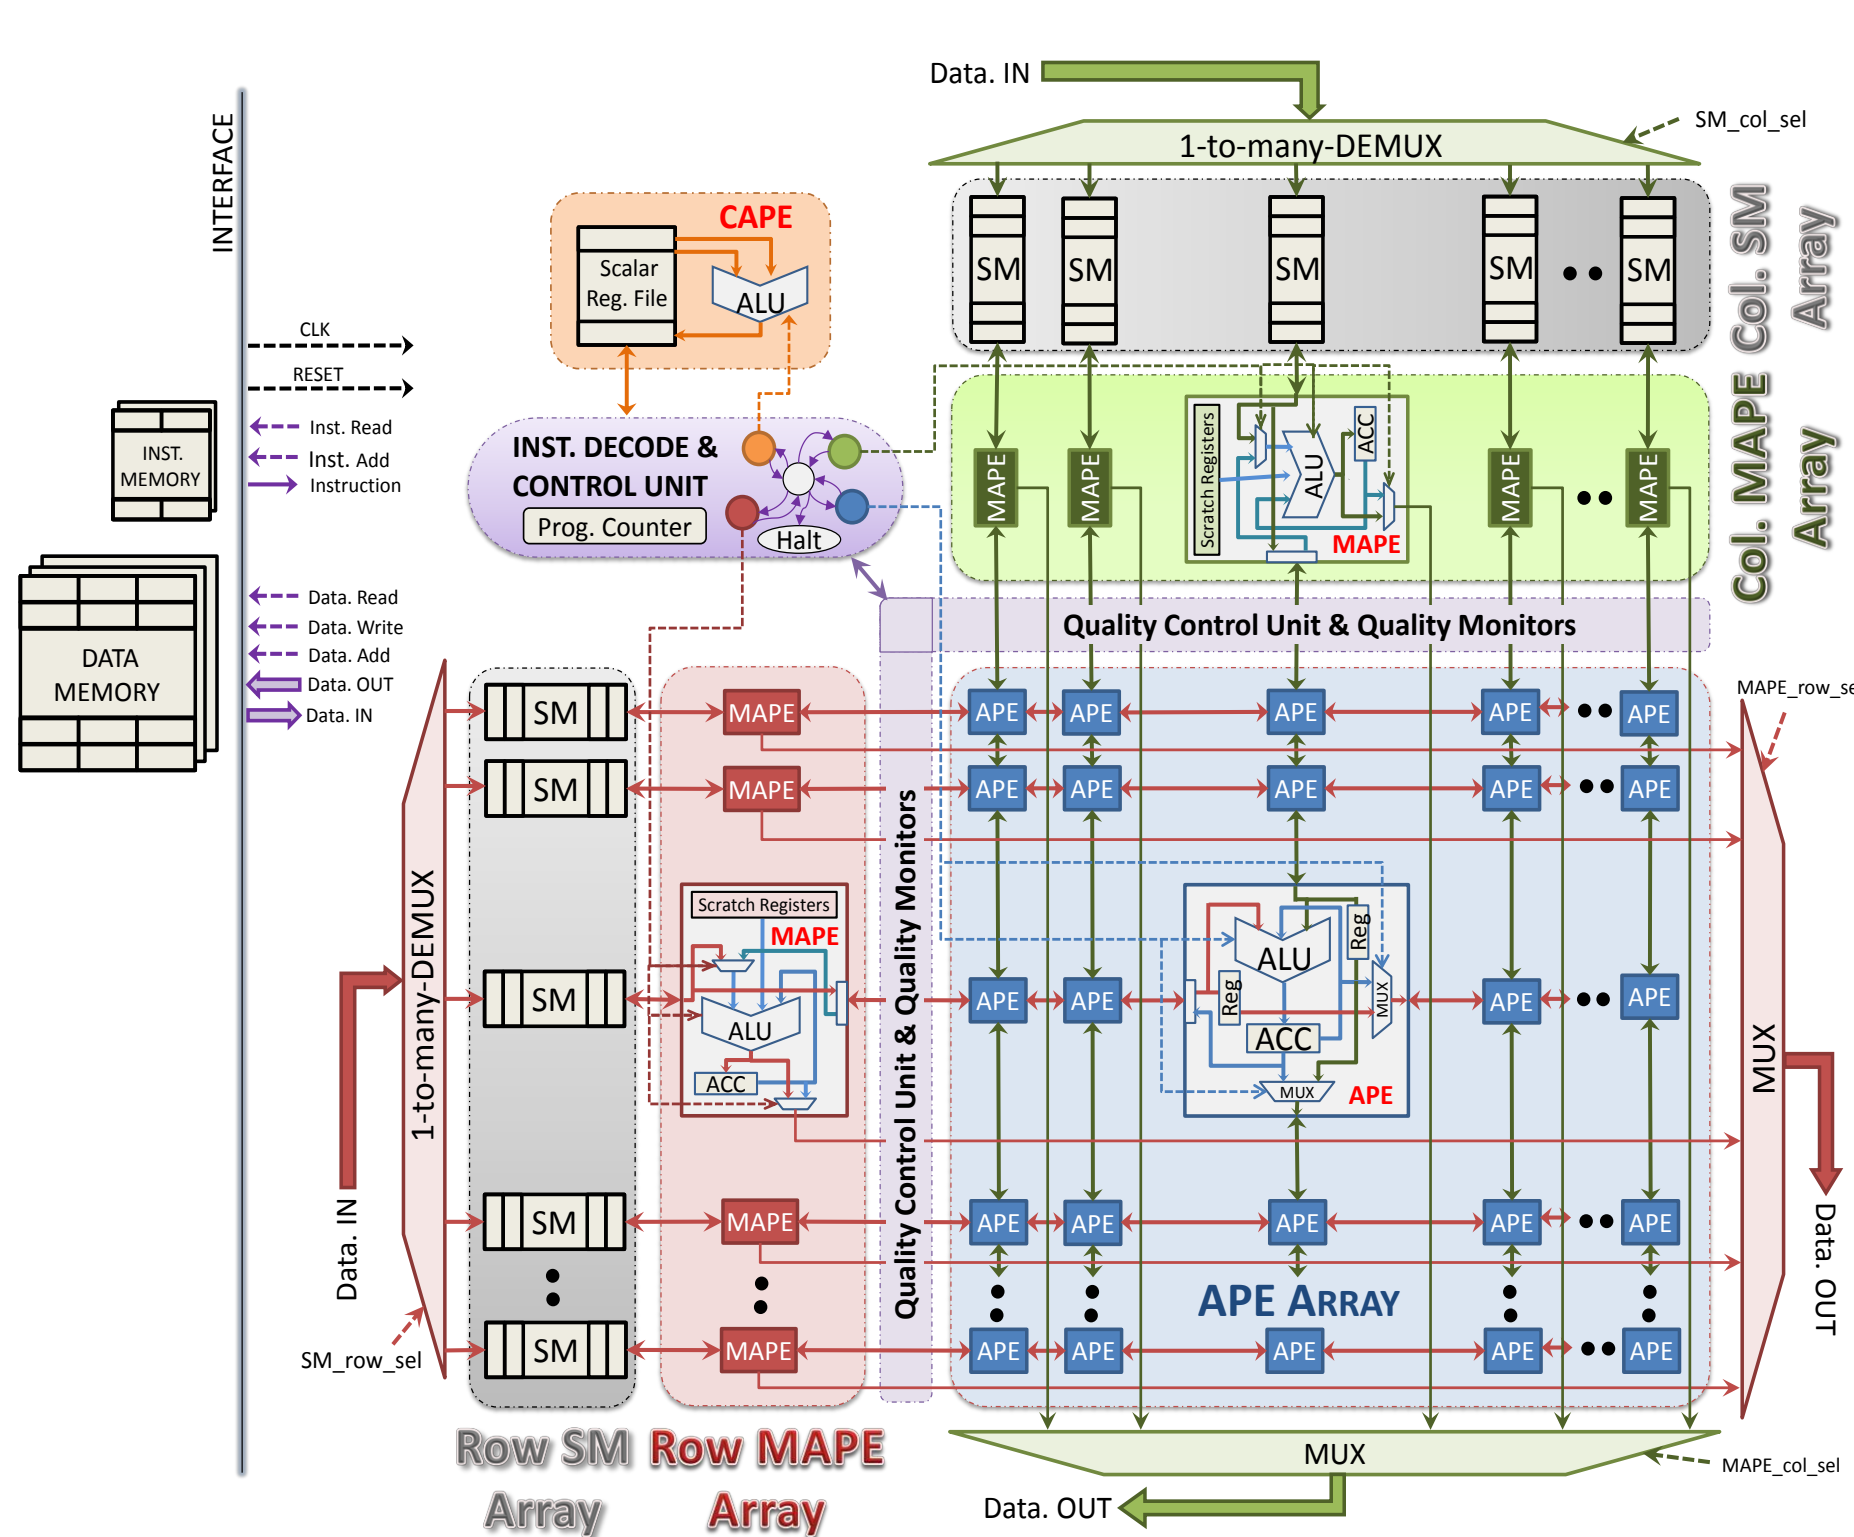 Data. IN
SM_col_sel
1-to-many-DEMUX
INTERFACE
CAPE
Scalar
Reg. File
ALU
SM
SM
SM
SM
SM
Col. SM
Array
CLK
RESET
Inst. Read
Inst. Add
Instruction
INST.
MEMORY
INST. DECODE &
CONTROL UNIT
Prog. Counter
Halt
MAPE
MAPE
Scratch Registers
ALU
ACC
MAPE
MAPE
MAPE
Col. MAPE
Array
Data. Read
Data. Write
Data. Add
Data. OUT
Data. IN
DATA
MEMORY
Quality Control Unit & Quality Monitors
Quality Control Unit & Quality Monitors
MAPE_row_se
SM
MAPE
APE
APE
APE
APE
APE
SM
MAPE
APE
APE
APE
APE
APE
1-to-many-DEMUX
SM
Scratch Registers
MAPE
ALU
ACC
APE
APE
ALU
Reg
Reg
ACC
MUX
MUX
APE
APE
APE
MUX
Data. IN
SM
MAPE
APE
APE
APE
APE
APE
Data. OUT
APE ARRAY
SM_row_sel
SM
MAPE
APE
APE
APE
APE
APE
Row SM
Array
Row MAPE
Array
MUX
MAPE_col_sel
Data. OUT